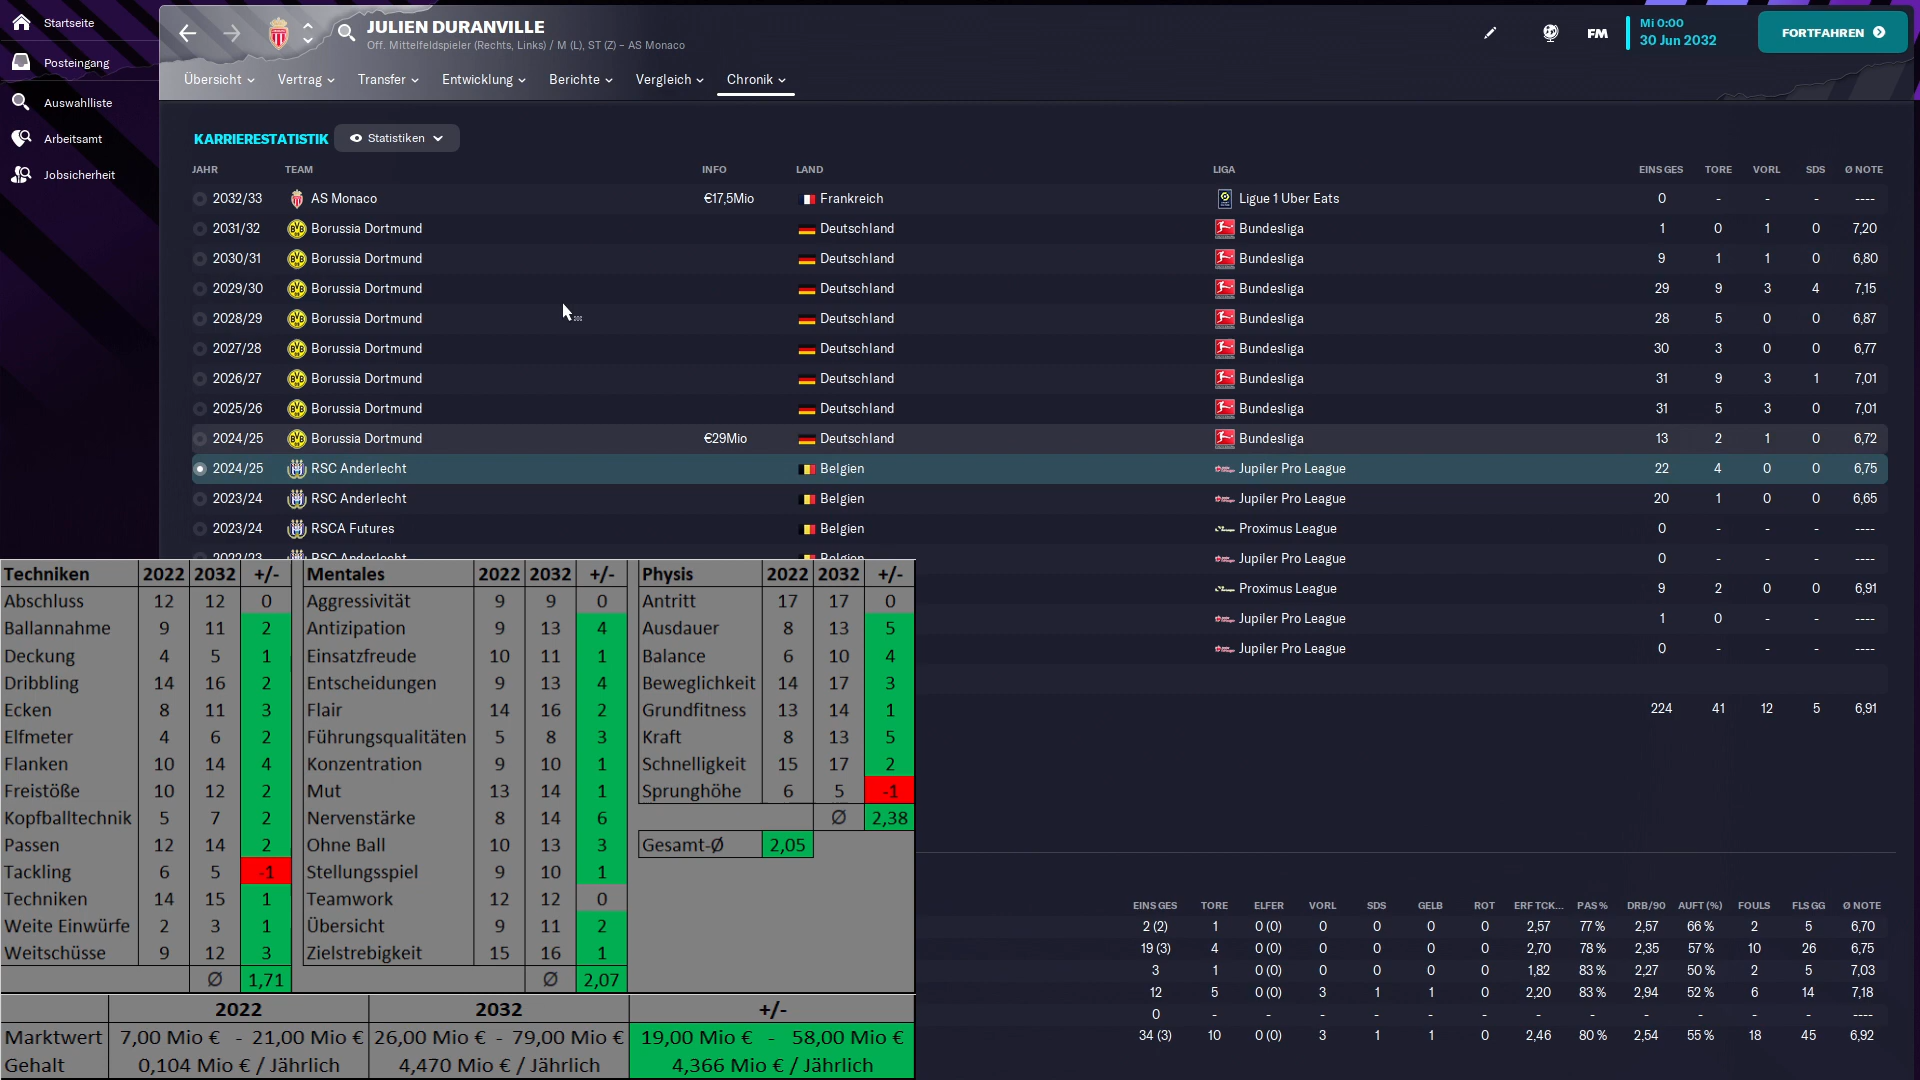 Startseite
Posteingang
Auswahlliste
Arbeitsamt
Jobsicherheit
JULIEN DURANVILLE
Off. Mittelfeldspieler (Rechts, Links) / M (L), ST (Z) – AS Monaco
FM
Mi 0:00
30 Jun 2032
FORTFAHREN
Übersicht Vertrag Transfer Entwicklung Berichte Vergleich Chronik
KARRIERESTATISTIK Statistiken
JAHR TEAM INFO LAND LIGA EINS GES TORE VORL SDS Ø NOTE
2032/33 AS Monaco €17,5Mio Frankreich Ligue 1 Uber Eats 0 - - - ----
2031/32 Borussia Dortmund Deutschland Bundesliga 1 0 1 0 7,20
2030/31 Borussia Dortmund Deutschland Bundesliga 9 1 1 0 6,80
2029/30 Borussia Dortmund Deutschland Bundesliga 29 9 3 4 7,15
2028/29 Borussia Dortmund Deutschland Bundesliga 28 5 0 0 6,87
2027/28 Borussia Dortmund Deutschland Bundesliga 30 3 0 0 6,77
2026/27 Borussia Dortmund Deutschland Bundesliga 31 9 3 1 7,01
2025/26 Borussia Dortmund Deutschland Bundesliga 31 5 3 0 7,01
2024/25 Borussia Dortmund €29Mio Deutschland Bundesliga 13 2 1 0 6,72
2024/25 RSC Anderlecht Belgien Jupiler Pro League 22 4 0 0 6,75
2023/24 RSC Anderlecht Belgien Jupiler Pro League 20 1 0 0 6,65
2023/24 RSCA Futures Belgien Proximus League 0 - - - ----
2022/23 RSC Anderlecht Belgien Jupiler Pro League 0 - - - ----
Proximus League 9 2 0 0 6,91
Jupiler Pro League 1 0 - - ----
Jupiler Pro League 0 - - - ----
224 41 12 5 6,91
Techniken 2022 2032 +/-
Abschluss 12 12 0
Ballannahme 9 11 2
Deckung 4 5 1
Dribbling 14 16 2
Ecken 8 11 3
Elfmeter 4 6 2
Flanken 10 14 4
Freistöße 10 12 2
Kopfballtechnik 5 7 2
Passen 12 14 2
Tackling 6 5 -1
Techniken 14 15 1
Weite Einwürfe 2 3 1
Weitschüsse 9 12 3
Ø 1,71
Mentales 2022 2032 +/-
Aggressivität 9 9 0
Antizipation 9 13 4
Einsatzfreude 10 11 1
Entscheidungen 9 13 4
Flair 14 16 2
Führungsqualitäten 5 8 3
Konzentration 9 10 1
Mut 13 14 1
Nervenstärke 8 14 6
Ohne Ball 10 13 3
Stellungsspiel 9 10 1
Teamwork 12 12 0
Übersicht 9 11 2
Zielstrebigkeit 15 16 1
Ø 2,07
Physis 2022 2032 +/-
Antritt 17 17 0
Ausdauer 8 13 5
Balance 6 10 4
Beweglichkeit 14 17 3
Grundfitness 13 14 1
Kraft 8 13 5
Schnelligkeit 15 17 2
Sprunghöhe 6 5 -1
Ø 2,38
Gesamt-Ø 2,05
2022 2032 +/-
Marktwert 7,00 Mio € - 21,00 Mio € 26,00 Mio € - 79,00 Mio € 19,00 Mio € - 58,00 Mio €
Gehalt 0,104 Mio € / Jährlich 4,470 Mio € / Jährlich 4,366 Mio € / Jährlich
EINS GES TORE ELFER VORL SDS GELB ROT ERF TCK... PAS % DRB/90 AUFT (%) FOULS FLS GG Ø NOTE
2 (2) 1 0 (0) 0 0 0 0 2,57 77 % 2,57 66 % 2 5 6,70
19 (3) 4 0 (0) 0 0 0 0 2,70 78 % 2,35 57 % 10 26 6,75
3 1 0 (0) 0 0 0 0 1,82 83 % 2,27 50 % 2 5 7,03
12 5 0 (0) 3 1 1 0 2,20 83 % 2,94 52 % 6 14 7,18
0 - - - - - - - - - - - - ----
34 (3) 10 0 (0) 3 1 1 0 2,46 80 % 2,54 55 % 18 45 6,92